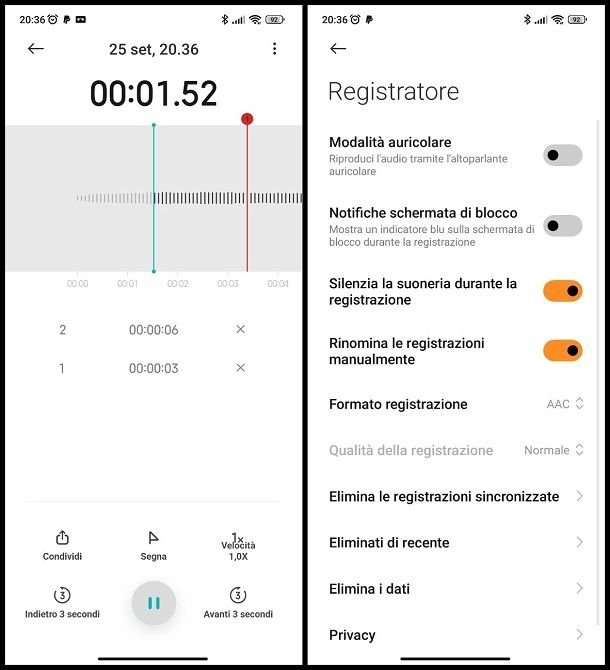 20:36
92
25 set, 20.36
00:01.52
00:00 00:01 00:02 00:03 00:04
2 00:00:06
1 00:00:03
Condividi
Segna
1x
Velocità
1,0X
3
Indietro 3 secondi
3
Avanti 3 secondi
20:36
92
Registratore
Modalità auricolare
Riproduci l'audio tramite l'altoparlante
auricolare
Notifiche schermata di blocco
Mostra un indicatore blu sulla schermata di
blocco durante la registrazione
Silenzia la suoneria durante la
registrazione
Rinomina le registrazioni
manualmente
Formato registrazione AAC
Qualità della registrazione Normale
Elimina le registrazioni sincronizzate
Eliminati di recente
Elimina i dati
Privacy